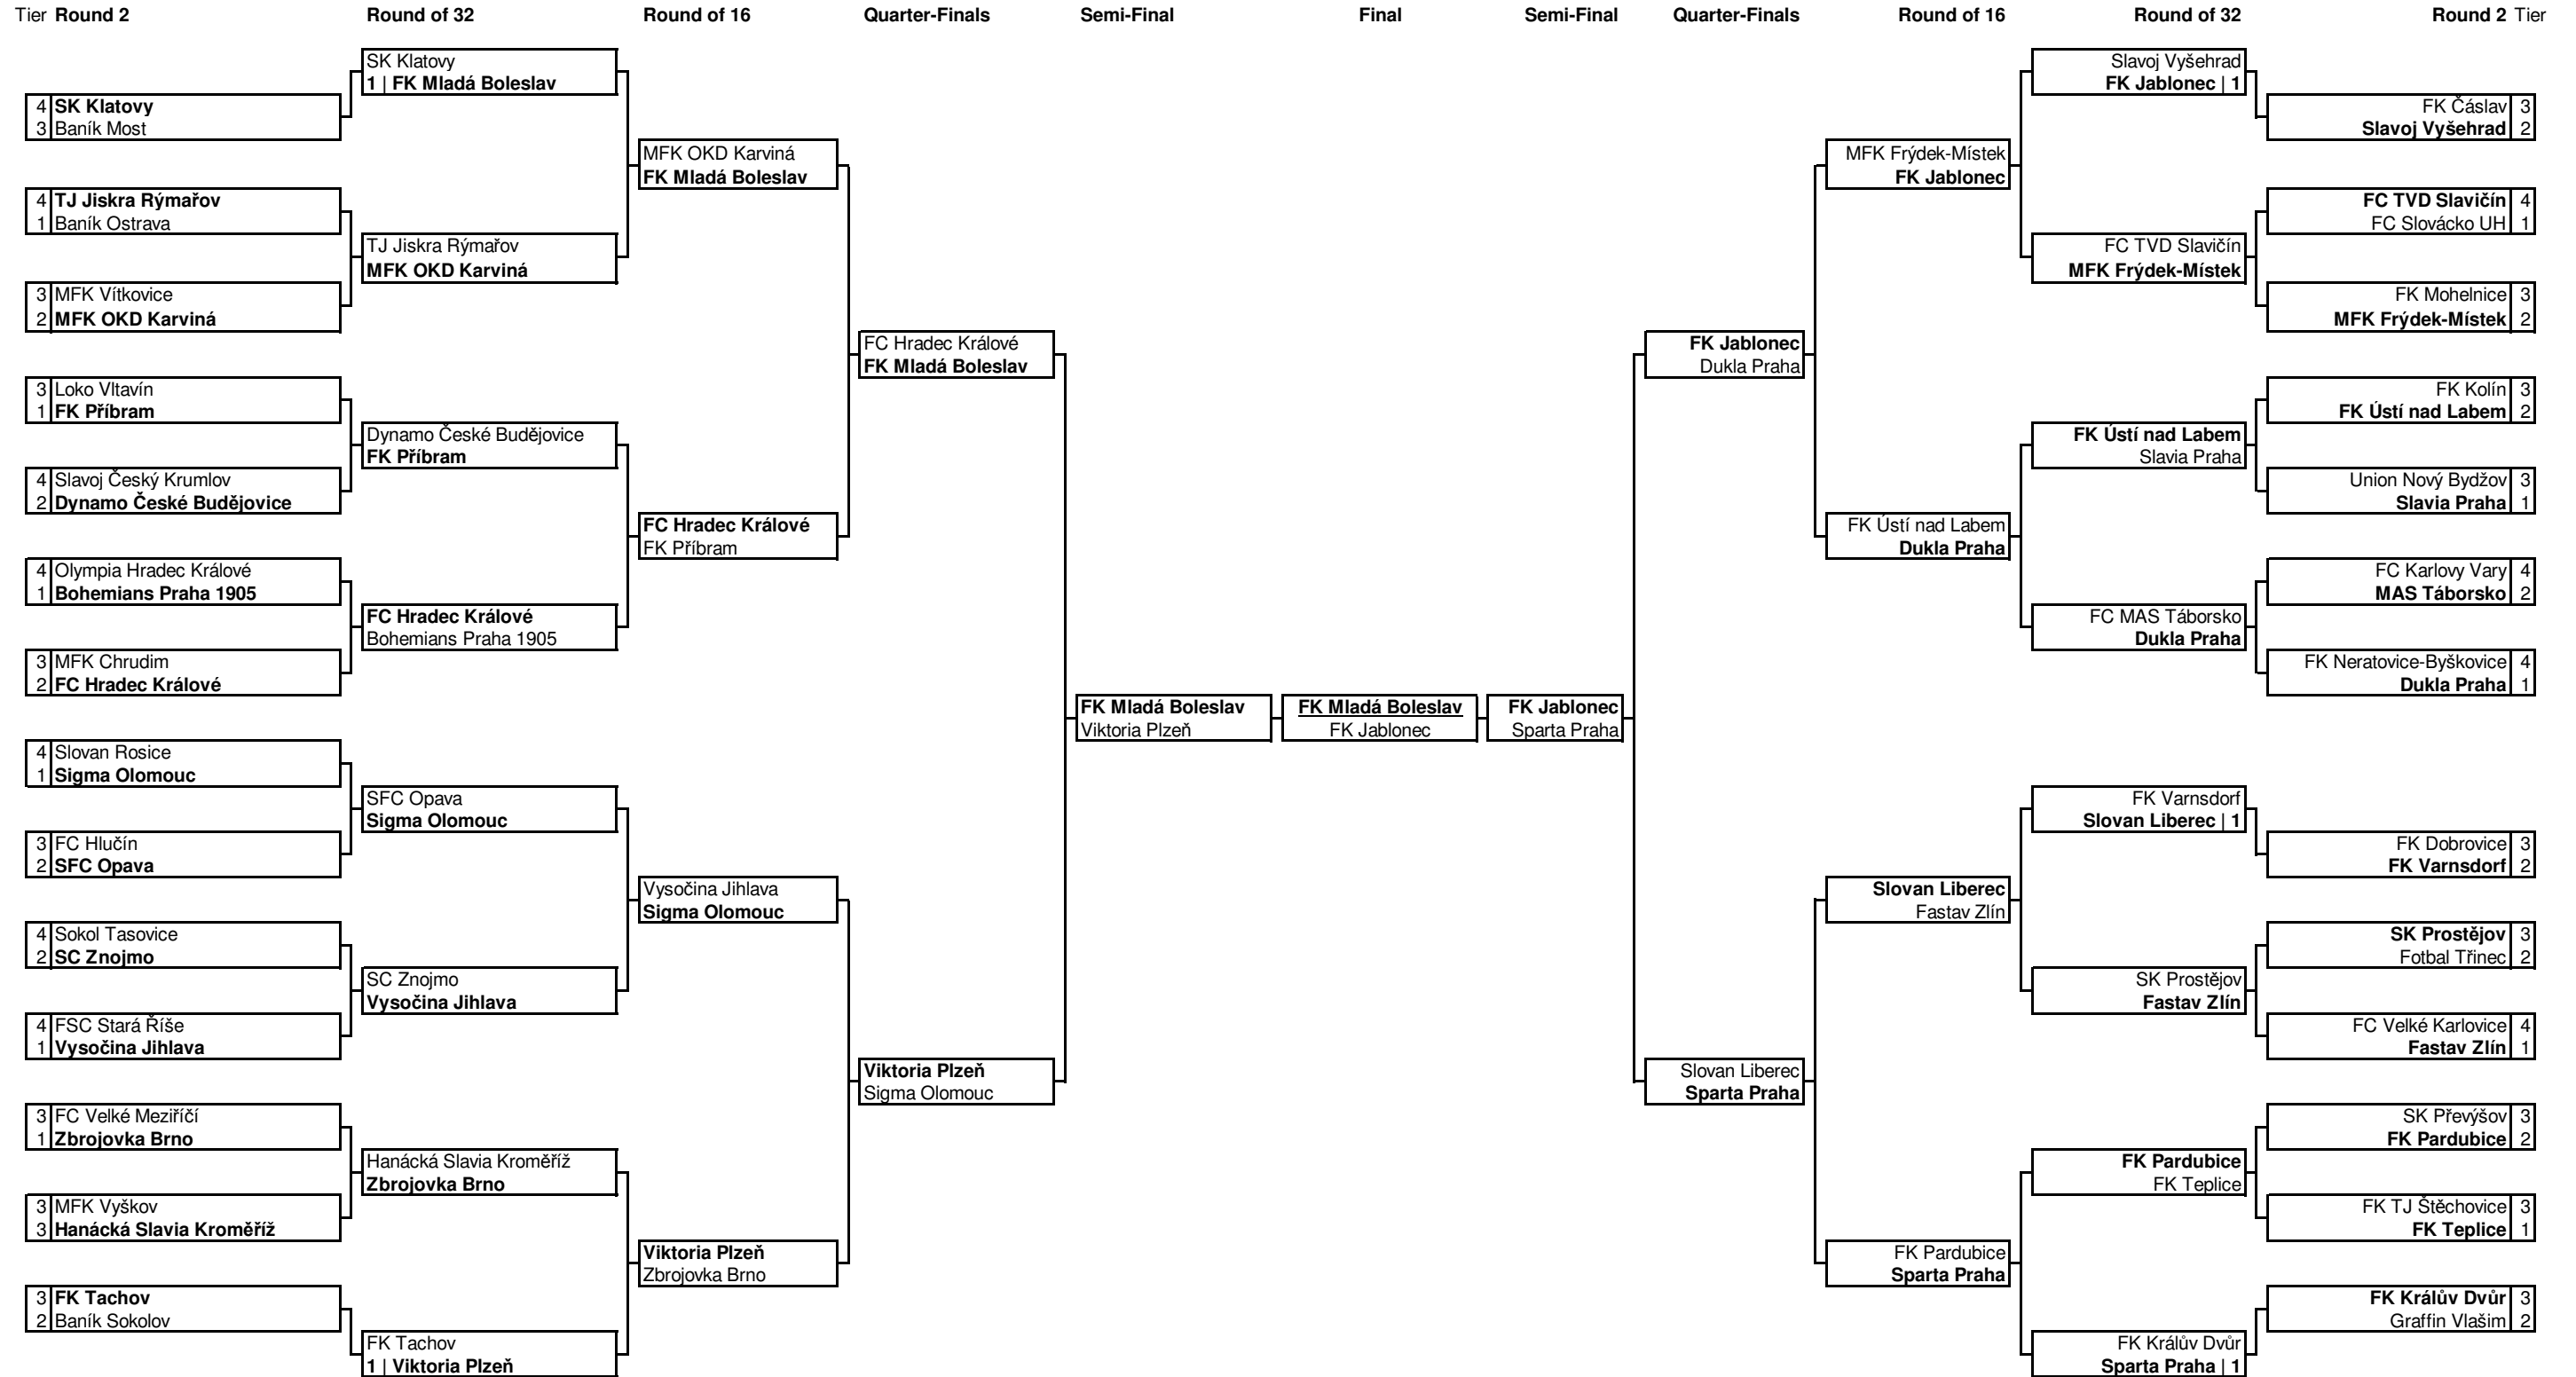 Tier Round 2 Round of 32 Round of 16 Quarter-Finals Semi-Final Final Semi-Final Quarter-Finals Round of 16 Round of 32 Round 2 Tier
4 SK Klatovy
3 Baník Most
4 TJ Jiskra Rýmařov
1 Baník Ostrava
3 MFK Vítkovice
2 MFK OKD Karviná
3 Loko Vltavín
1 FK Příbram
4 Slavoj Český Krumlov
2 Dynamo České Budějovice
4 Olympia Hradec Králové
1 Bohemians Praha 1905
3 MFK Chrudim
2 FC Hradec Králové
4 Slovan Rosice
1 Sigma Olomouc
3 FC Hlučín
2 SFC Opava
4 Sokol Tasovice
2 SC Znojmo
4 FSC Stará Říše
1 Vysočina Jihlava
3 FC Velké Meziříčí
1 Zbrojovka Brno
3 MFK Vyškov
3 Hanácká Slavia Kroměříž
3 FK Tachov
2 Baník Sokolov
SK Klatovy
1 | FK Mladá Boleslav
TJ Jiskra Rýmařov
MFK OKD Karviná
Dynamo České Budějovice
FK Příbram
FC Hradec Králové
Bohemians Praha 1905
SFC Opava
Sigma Olomouc
SC Znojmo
Vysočina Jihlava
Hanácká Slavia Kroměříž
Zbrojovka Brno
FK Tachov
1 | Viktoria Plzeň
MFK OKD Karviná
FK Mladá Boleslav
FC Hradec Králové
FK Příbram
Vysočina Jihlava
Sigma Olomouc
Viktoria Plzeň
Zbrojovka Brno
FC Hradec Králové
FK Mladá Boleslav
Viktoria Plzeň
Sigma Olomouc
FK Mladá Boleslav
Viktoria Plzeň
FK Mladá Boleslav
FK Jablonec
FK Jablonec
Sparta Praha
FK Jablonec
Dukla Praha
Slovan Liberec
Sparta Praha
MFK Frýdek-Místek
FK Jablonec
FK Ústí nad Labem
Dukla Praha
Slovan Liberec
Fastav Zlín
FK Pardubice
Sparta Praha
Slavoj Vyšehrad
FK Jablonec | 1
FC TVD Slavičín
MFK Frýdek-Místek
FK Ústí nad Labem
Slavia Praha
FC MAS Táborsko
Dukla Praha
FK Varnsdorf
Slovan Liberec | 1
SK Prostějov
Fastav Zlín
FK Pardubice
FK Teplice
FK Králův Dvůr
Sparta Praha | 1
FK Čáslav 3
Slavoj Vyšehrad 2
FC TVD Slavičín 4
FC Slovácko UH 1
FK Mohelnice 3
MFK Frýdek-Místek 2
FK Kolín 3
FK Ústí nad Labem 2
Union Nový Bydžov 3
Slavia Praha 1
FC Karlovy Vary 4
MAS Táborsko 2
FK Neratovice-Byškovice 4
Dukla Praha 1
FK Dobrovice 3
FK Varnsdorf 2
SK Prostějov 3
Fotbal Třinec 2
FC Velké Karlovice 4
Fastav Zlín 1
SK Převýšov 3
FK Pardubice 2
FK TJ Štěchovice 3
FK Teplice 1
FK Králův Dvůr 3
Graffin Vlašim 2